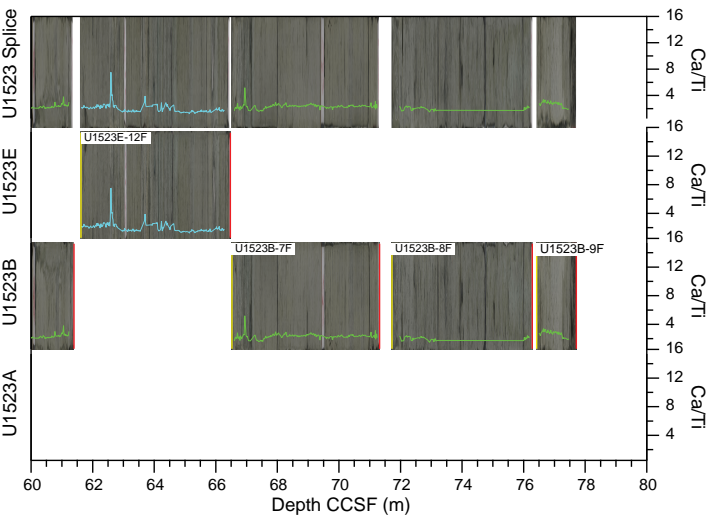 U1523 Splice
16
12
8
4
Ca/Ti
U1523E
U1523E-12F
16
12
8
4
Ca/Ti
U1523B
U1523B-7F
U1523B-8F
U1523B-9F
16
12
8
4
Ca/Ti
U1523A
16
12
8
4
Ca/Ti
60 62 64 66 68 70 72 74 76 78 80
Depth CCSF (m)